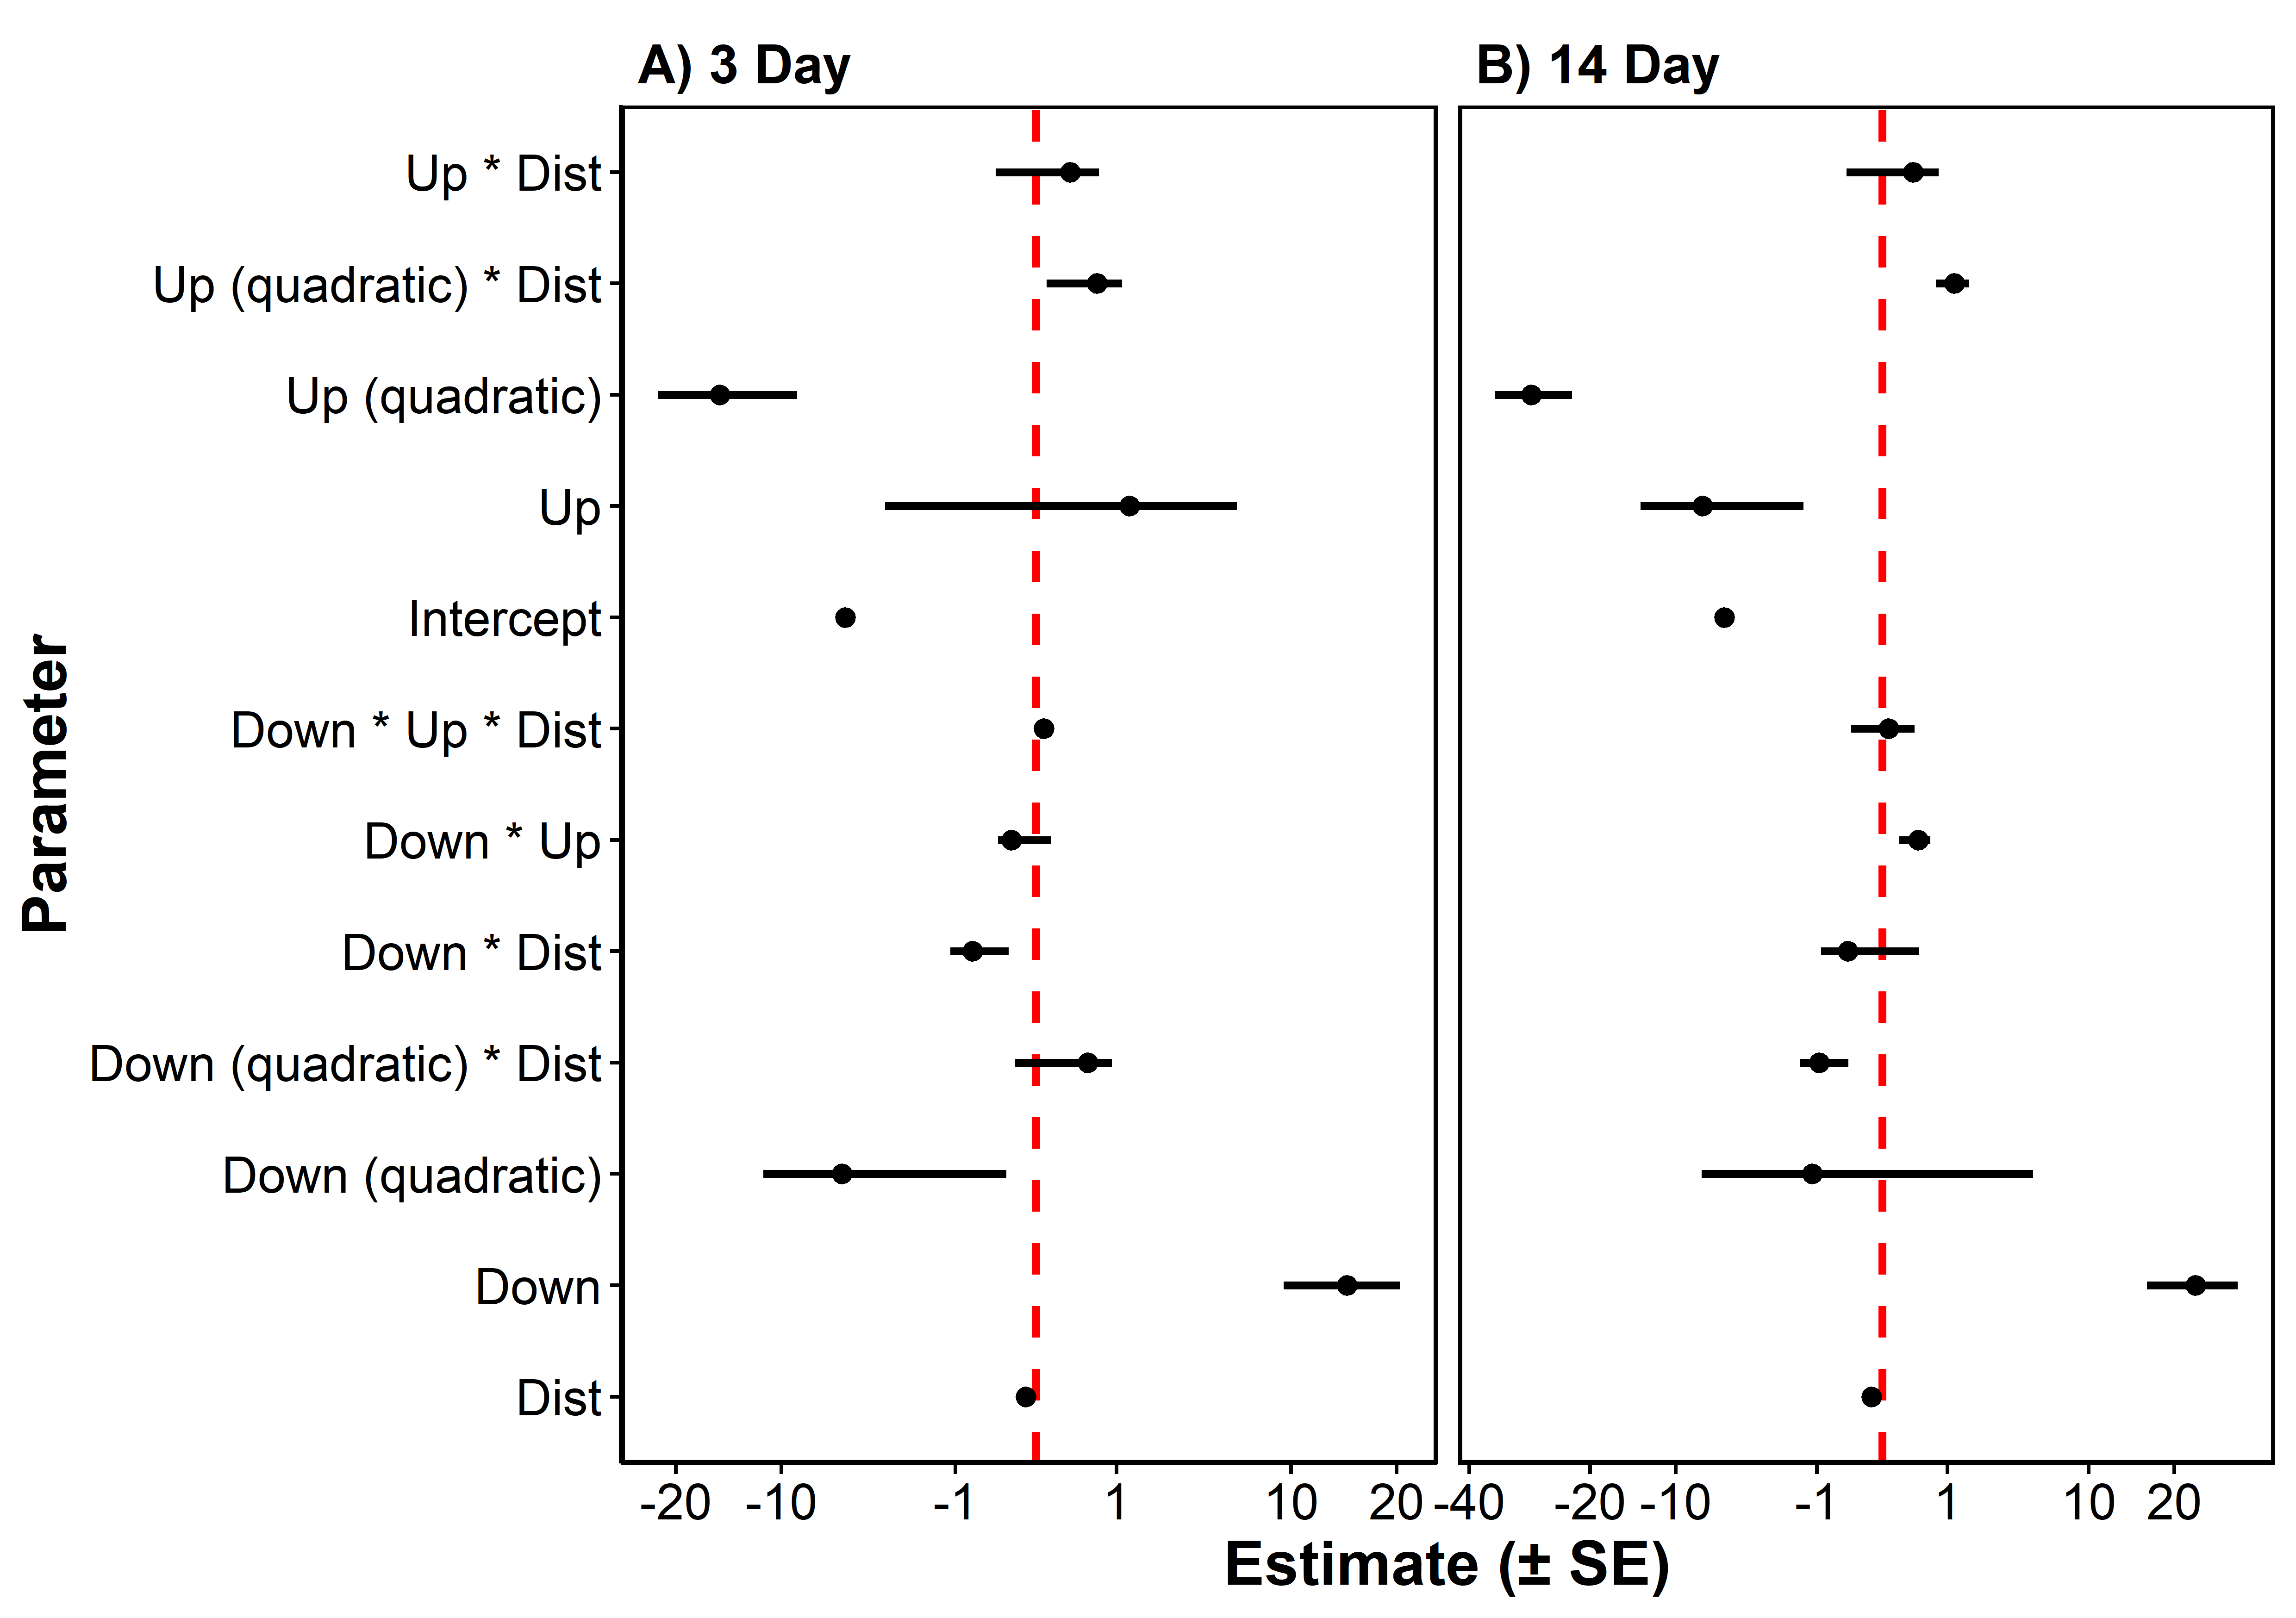 A) 3 Day
B) 14 Day
Up * Dist
Up (quadratic) * Dist
Up (quadratic)
Up
Intercept
Down * Up * Dist
Down * Up
Down * Dist
Down (quadratic) * Dist
Down (quadratic)
Down
Dist
Parameter
-20 -10 -1 1 10 20
-40 -20 -10 -1 1 10 20
Estimate (± SE)